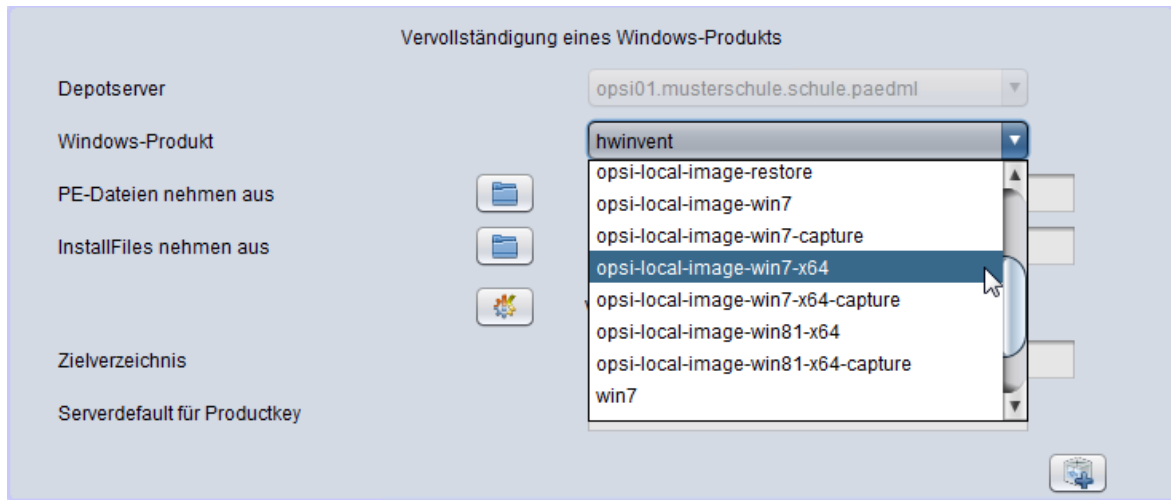 Vervollständigung eines Windows-Produkts
Depotserver
opsi01.musterschule.schule.paedml
Windows-Produkt
hwinvent
opsi-local-image-restore
PE-Dateien nehmen aus
opsi-local-image-win7
opsi-local-image-win7-capture
InstallFiles nehmen aus
opsi-local-image-win7-x64
opsi-local-image-win7-x64-capture
opsi-local-image-win81-x64
Zielverzeichnis
opsi-local-image-win81-x64-capture
win7
Serverdefault für Productkey